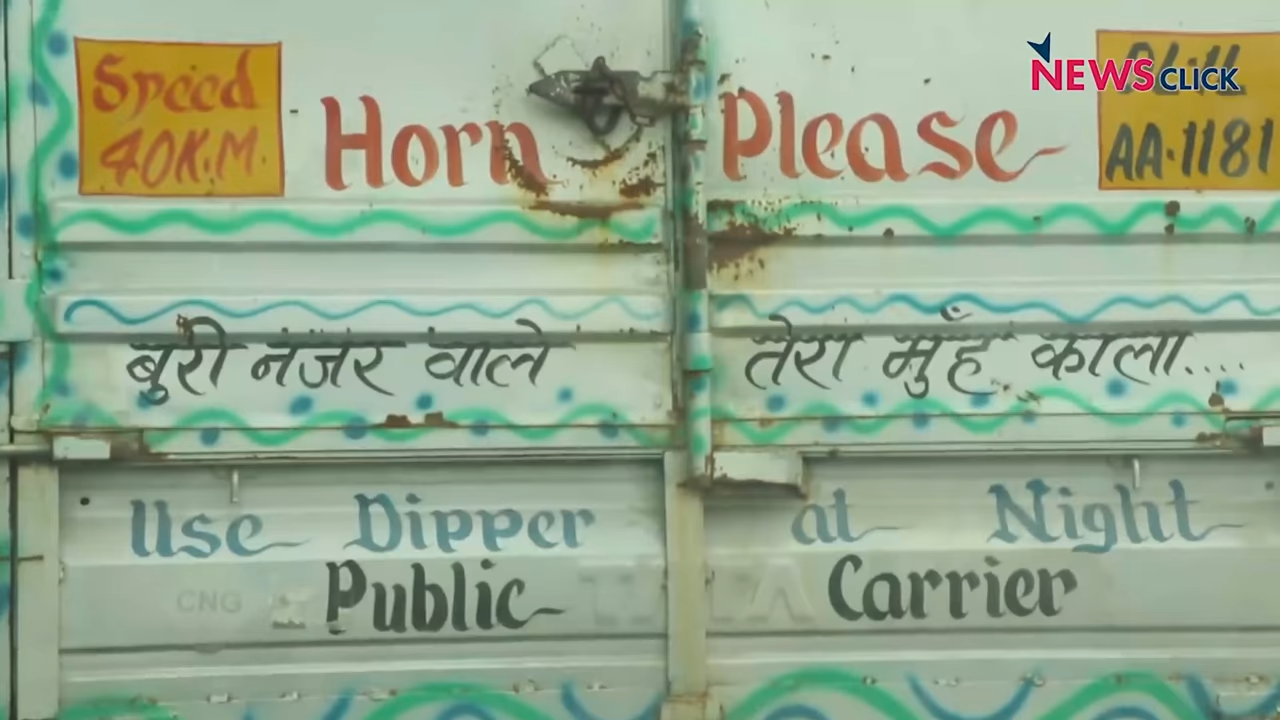 Speed
40K.M.
Horn Please
NEWSCLICK
AA·1181
बुरी नजर वाले तेरा मुँह काला....
Use Dipper at Night
CNG
Public Carrier